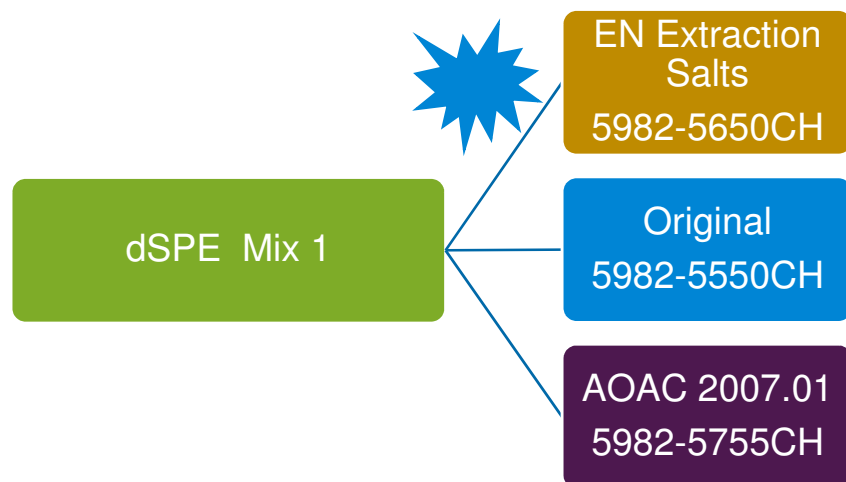 EN Extraction
Salts
5982-5650CH
dSPE Mix 1
Original
5982-5550CH
AOAC 2007.01
5982-5755CH